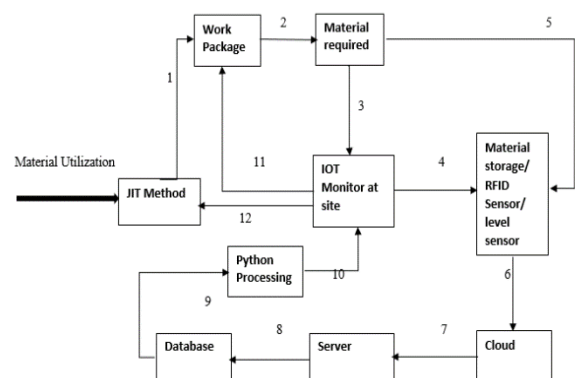 2
5
Work
Package
Material
required
1
3
Material Utilization
11
IOT
Monitor at
site
4
Material
storage/
RFID
Sensor/
level
sensor
JIT Method
12
Python
Processing
10
6
9
8
7
Database
Server
Cloud